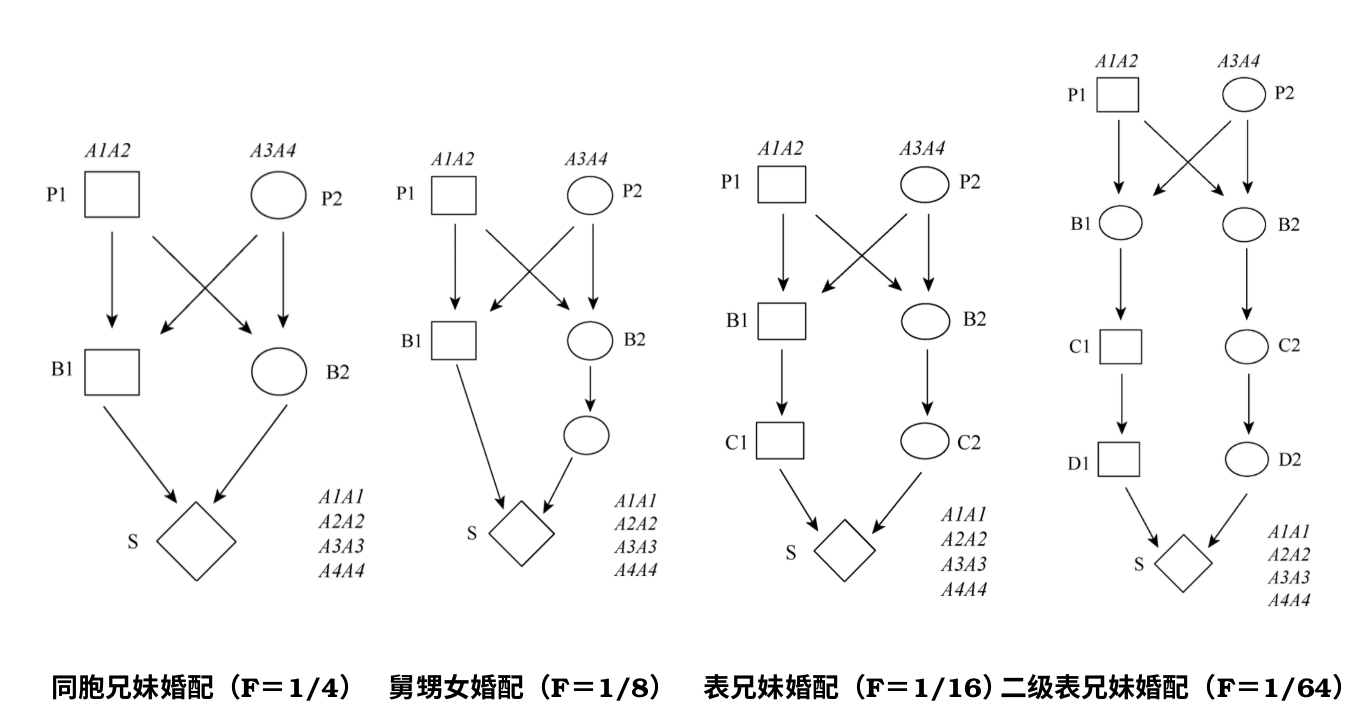 A1A2 A3A4
P1 P2
B1 B2
S
A1A1
A2A2
A3A3
A4A4
同胞兄妹婚配（F＝1/4）
A1A2 A3A4
P1 P2
B1 B2
S
A1A1
A2A2
A3A3
A4A4
舅甥女婚配（F＝1/8）
A1A2 A3A4
P1 P2
B1 B2
C1 C2
S
A1A1
A2A2
A3A3
A4A4
表兄妹婚配（F＝1/16）
A1A2 A3A4
P1 P2
B1 B2
C1 C2
D1 D2
S
A1A1
A2A2
A3A3
A4A4
二级表兄妹婚配（F＝1/64）